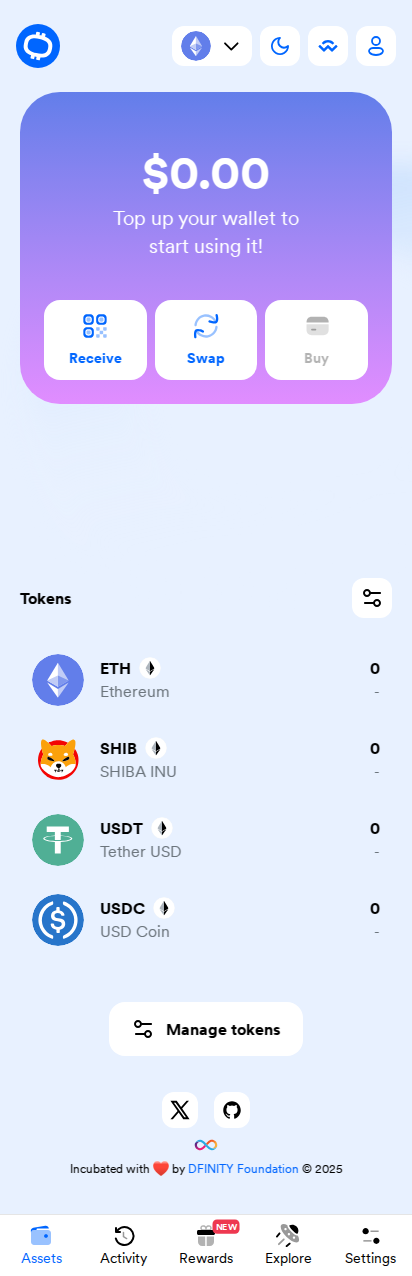 $0.00
Top up your wallet to
start using it!
Receive
Swap
Buy
Tokens
ETH
0
Ethereum
-
SHIB
0
SHIBA INU
-
USDT
0
Tether USD
-
USDC
0
USD Coin
-
Manage tokens
Incubated with ❤️ by DFINITY Foundation © 2025
NEW
Assets
Activity
Rewards
Explore
Settings